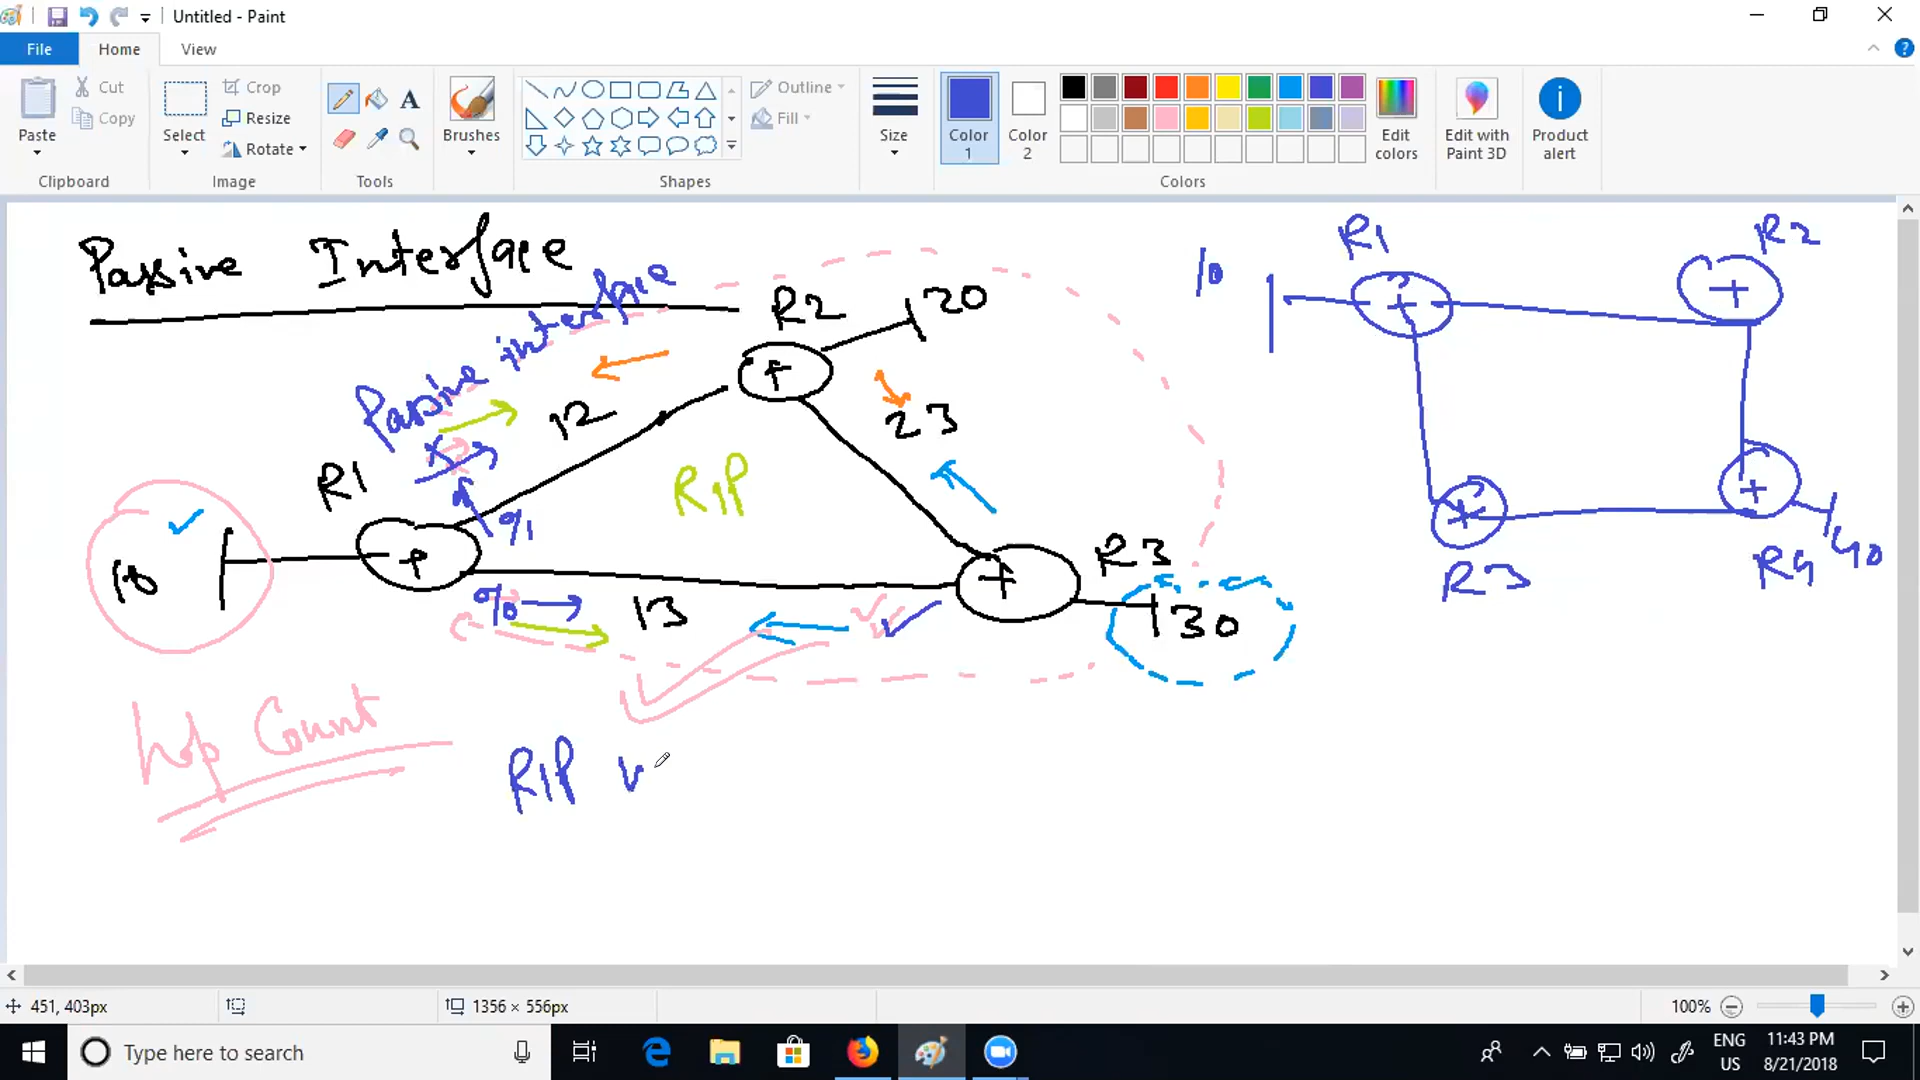 Untitled - Paint
File Home View
Paste
Cut
Copy
Clipboard
Select
Crop
Resize
Rotate
Image
Tools
Brushes
Shapes
Outline
Fill
Size
Color 1
Color 2
Edit colors
Colors
Edit with Paint 3D
Product alert
Passive Interface
Passive interface
R2
20
12
23
R1
RIP
10
%1
%0
13
R3
30
Hop Count
RIP v
10
R1
R2
R3
R4
40
451, 403px
1356 × 556px
100%
Type here to search
ENG
US
11:43 PM
8/21/2018